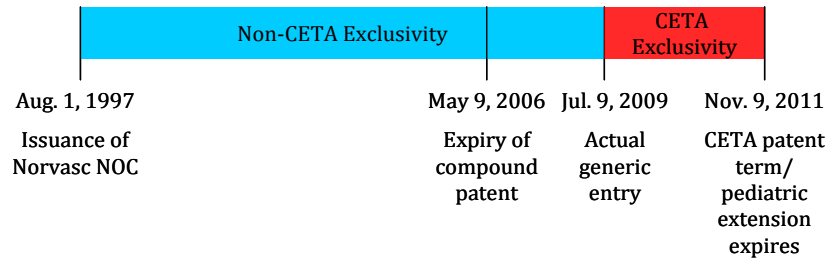 Non-CETA Exclusivity
CETA
Exclusivity
Aug. 1, 1997
May 9, 2006
Jul. 9, 2009
Nov. 9, 2011
Issuance of
Norvasc NOC
Expiry of
compound
patent
Actual
generic
entry
CETA patent
term/
pediatric
extension
expires